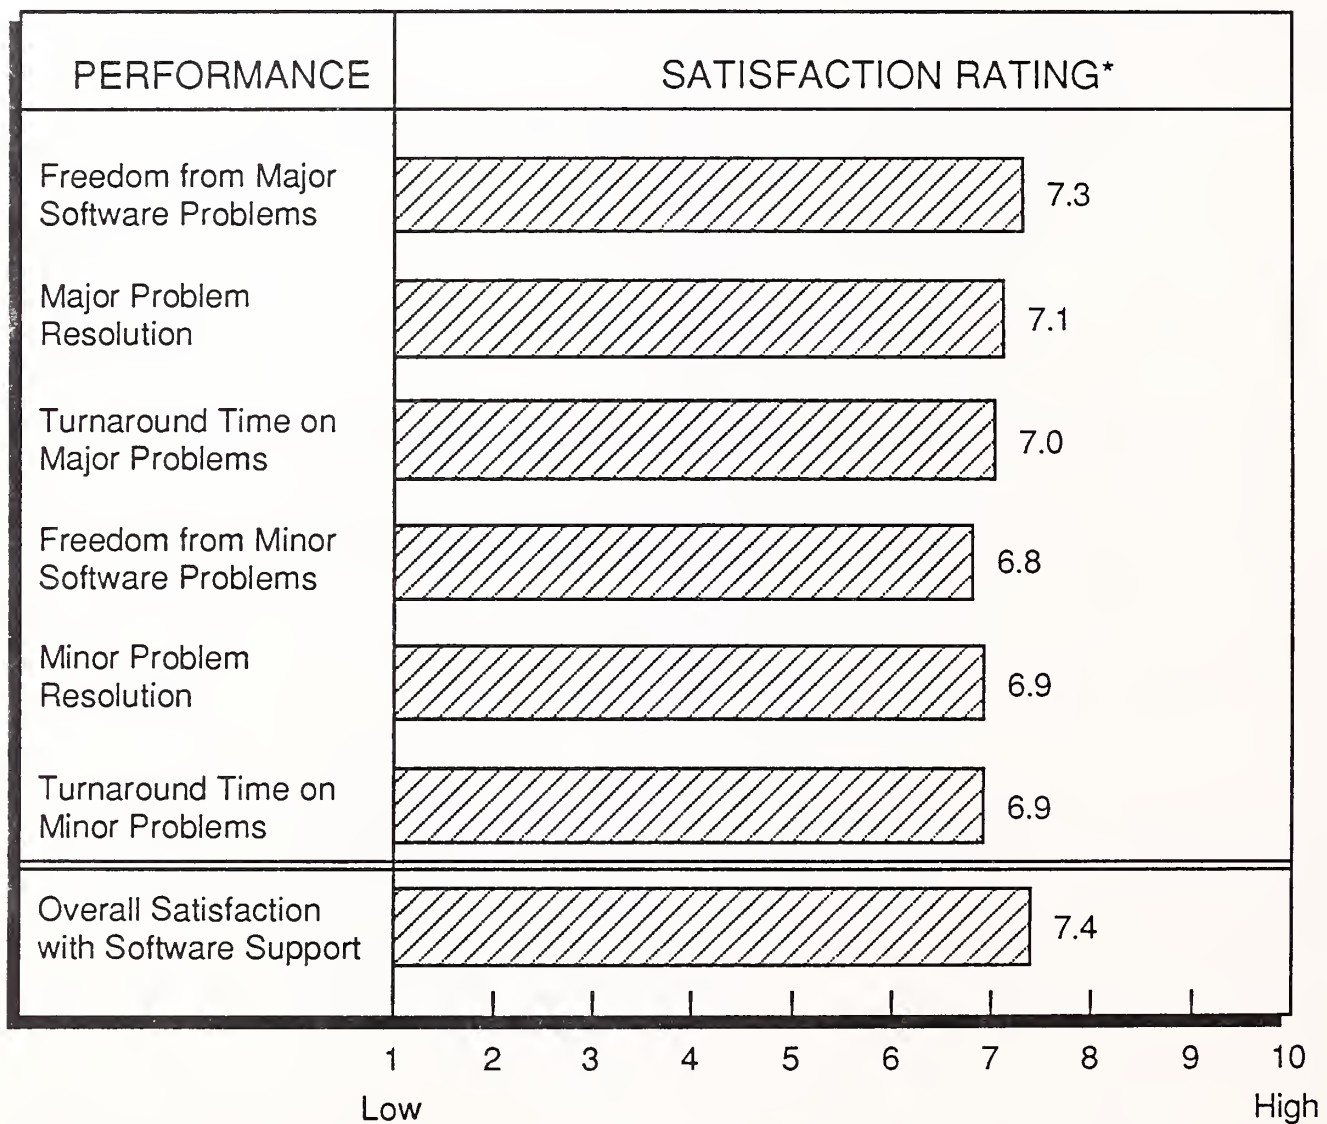 PERFORMANCE
SATISFACTION RATING*
Freedom from Major
Software Problems
7.3
Major Problem
Resolution
7.1
Turnaround Time on
Major Problems
7.0
Freedom from Minor
Software Problems
6.8
Minor Problem
Resolution
6.9
Turnaround Time on
Minor Problems
6.9
Overall Satisfaction
with Software Support
7.4
1 2 3 4 5 6 7 8 9 10
Low High